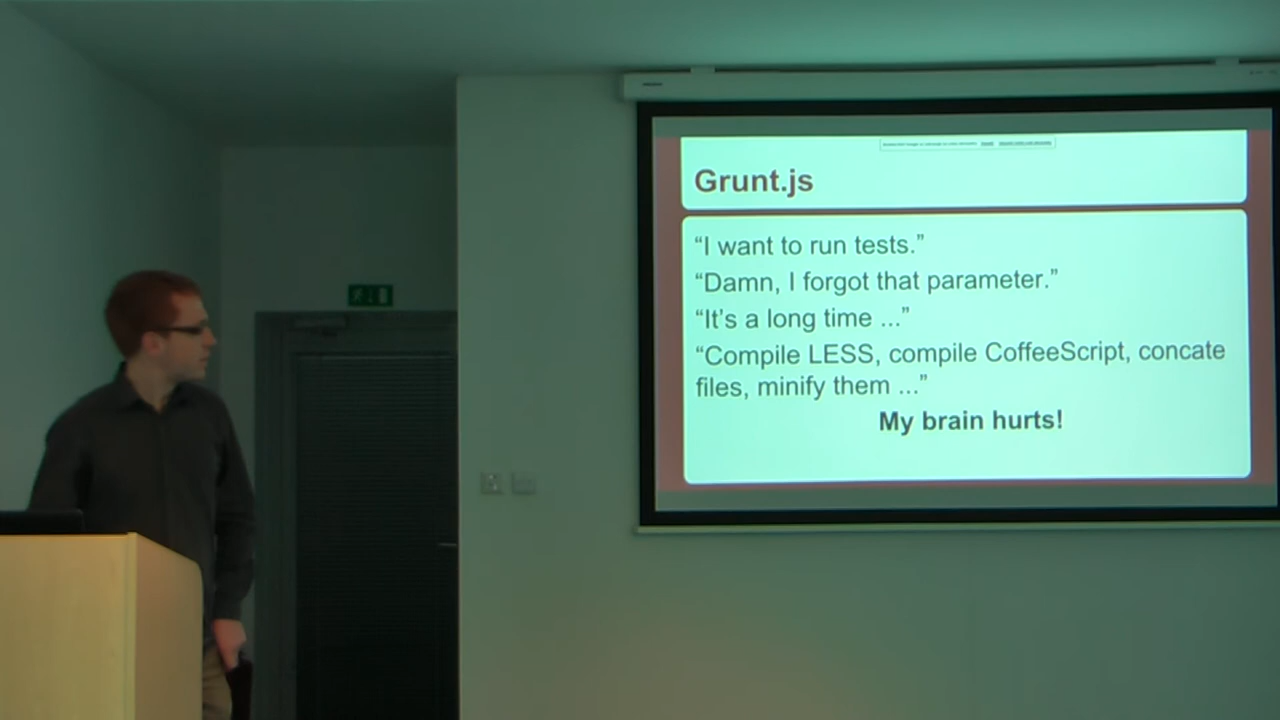 Grunt.js
“I want to run tests.”
“Damn, I forgot that parameter.”
“It’s a long time ...”
“Compile LESS, compile CoffeeScript, concate
files, minify them ...”
My brain hurts!